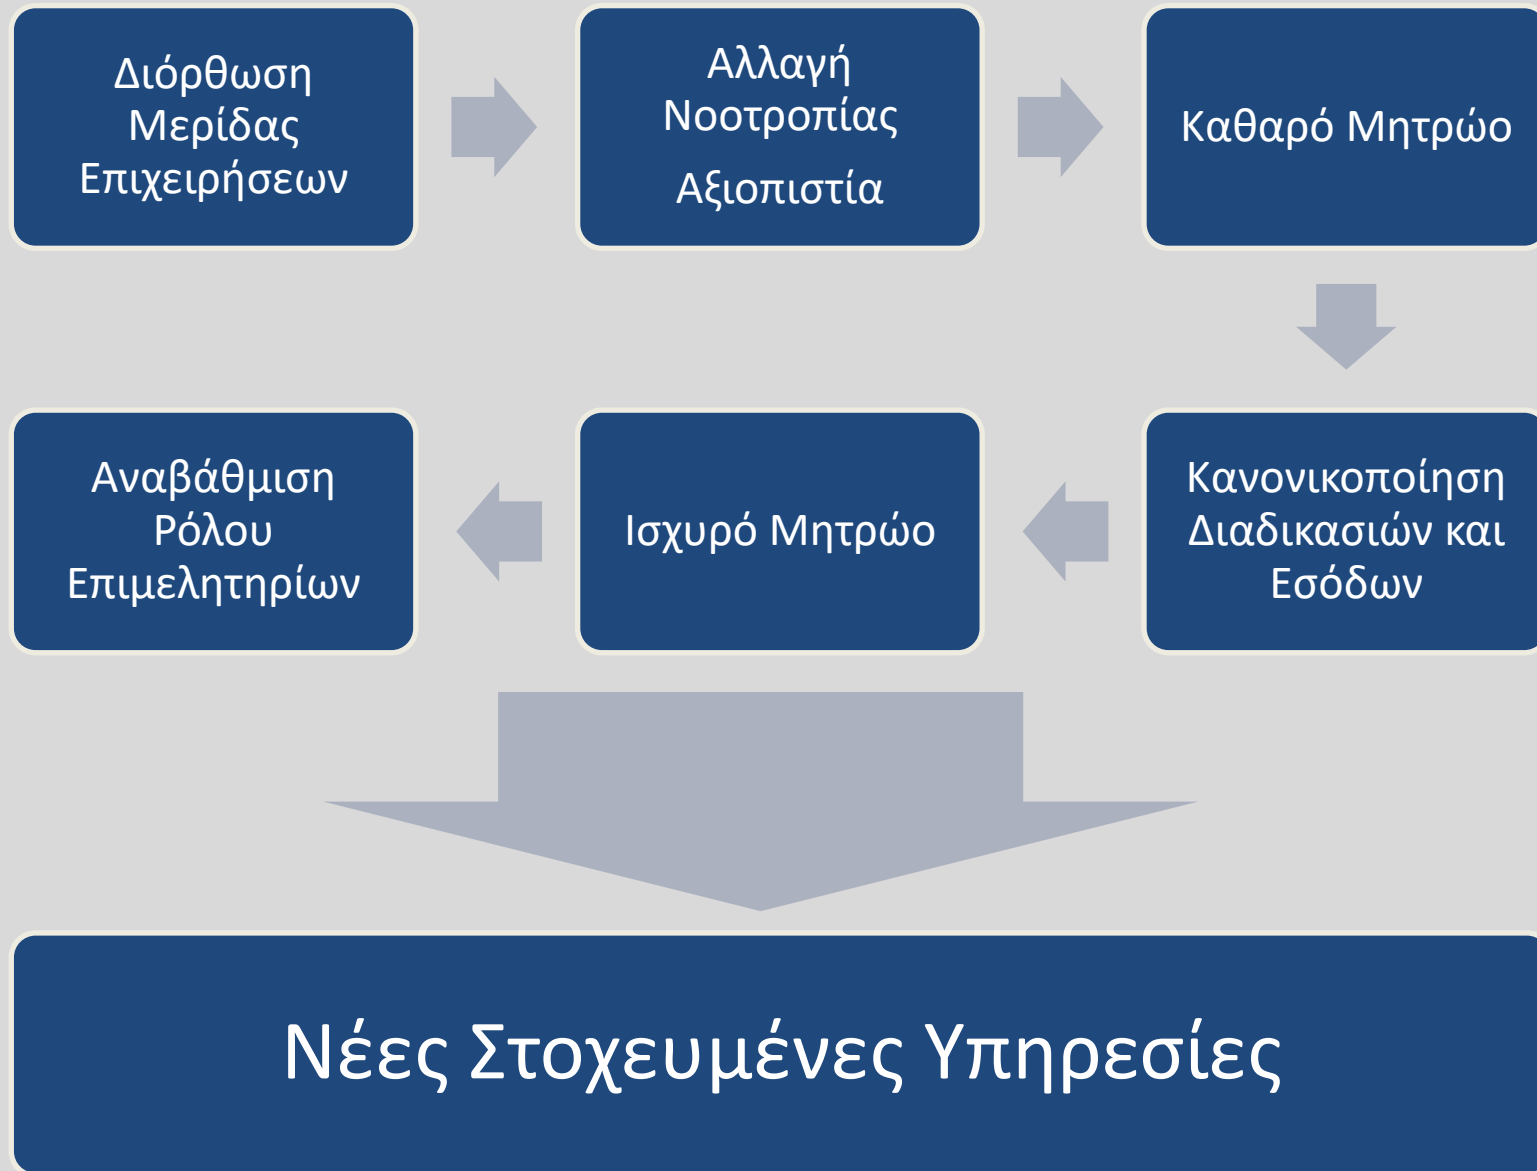 Διόρθωση
Μερίδας
Επιχειρήσεων
Αλλαγή
Νοοτροπίας
Αξιοπιστία
Καθαρό Μητρώο
Κανονικοποίηση
Διαδικασιών και
Εσόδων
Ισχυρό Μητρώο
Αναβάθμιση
Ρόλου
Επιμελητηρίων
Νέες Στοχευμένες Υπηρεσίες